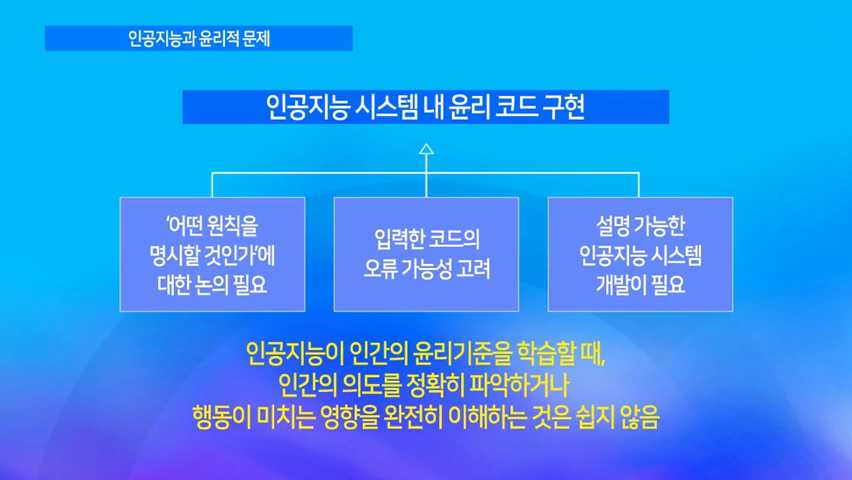 인공지능과 윤리적 문제
인공지능 시스템 내 윤리 코드 구현
‘어떤 원칙을
명시할 것인가’에
대한 논의 필요
입력한 코드의
오류 가능성 고려
설명 가능한
인공지능 시스템
개발이 필요
인공지능이 인간의 윤리기준을 학습할 때,
인간의 의도를 정확히 파악하거나
행동이 미치는 영향을 완전히 이해하는 것은 쉽지 않음